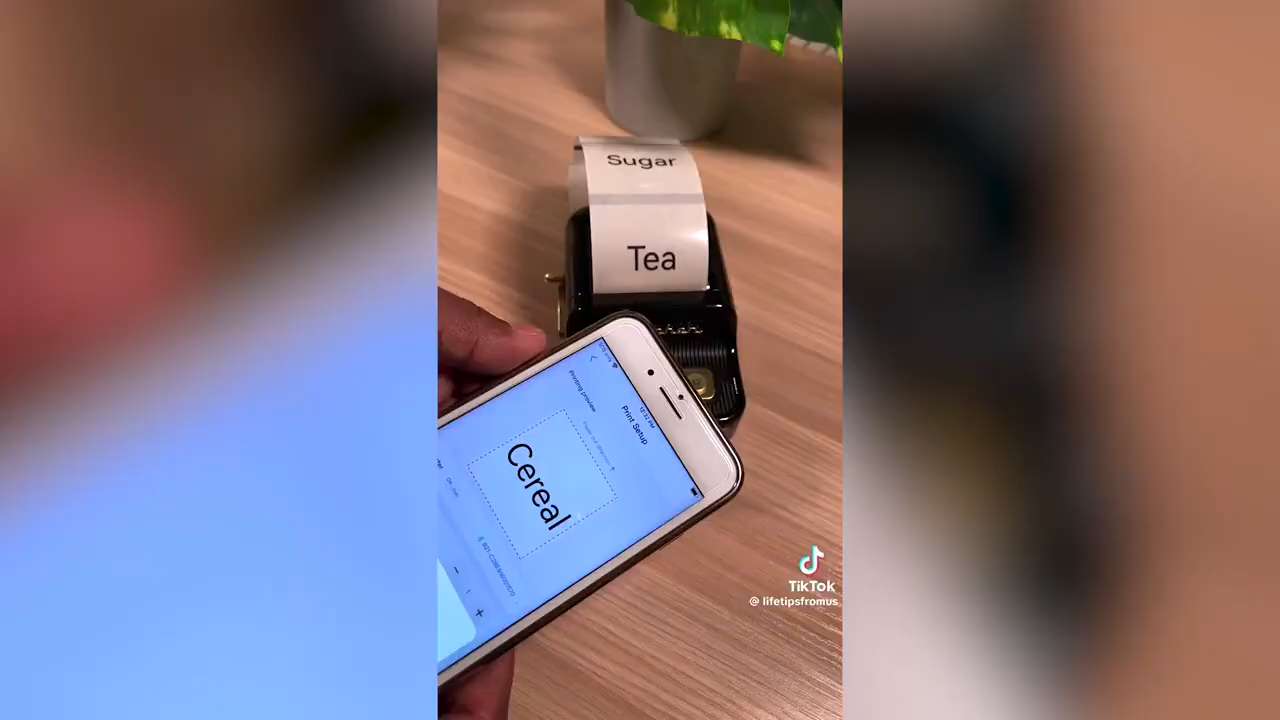 Sugar
Tea
Print Setup
Printing preview
Cereal
TikTok
@ lifetipsfromus